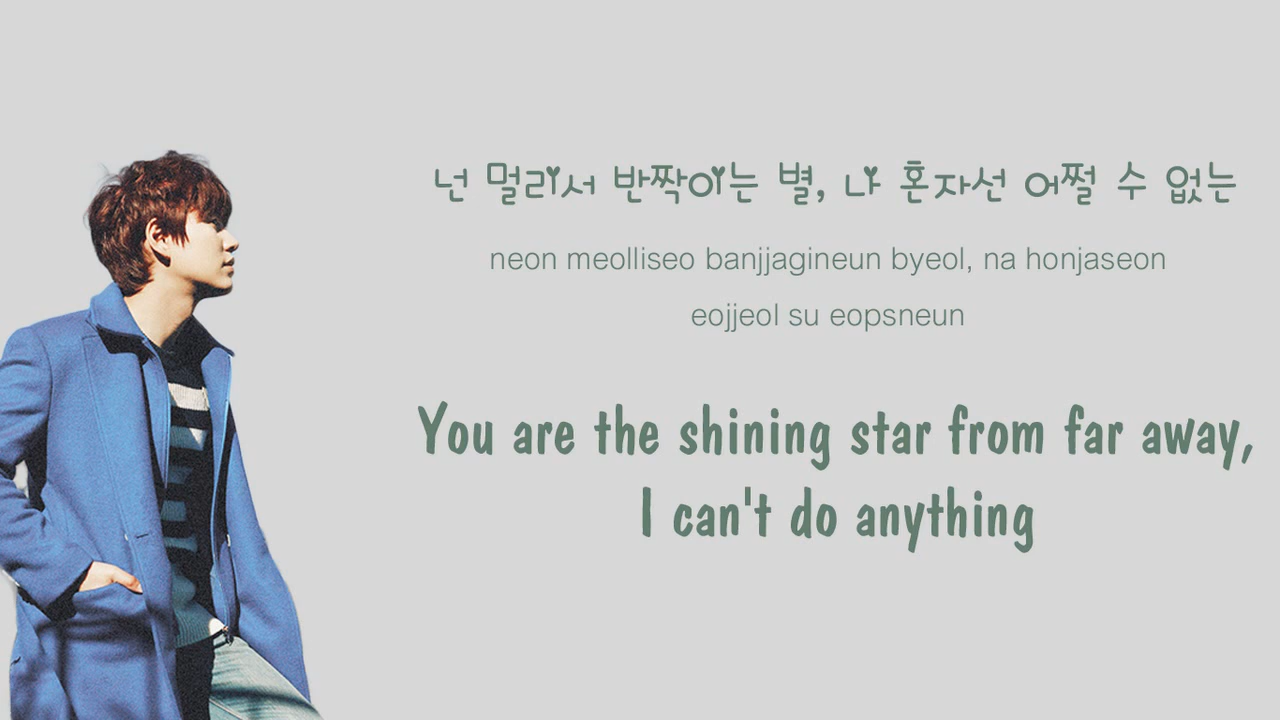 넌 멀리서 반짝이는 별, 나 혼자선 어쩔 수 없는
neon meolliseo banjjagineun byeol, na honjaseon
eojjeol su eopsneun
You are the shining star from far away,
I can't do anything